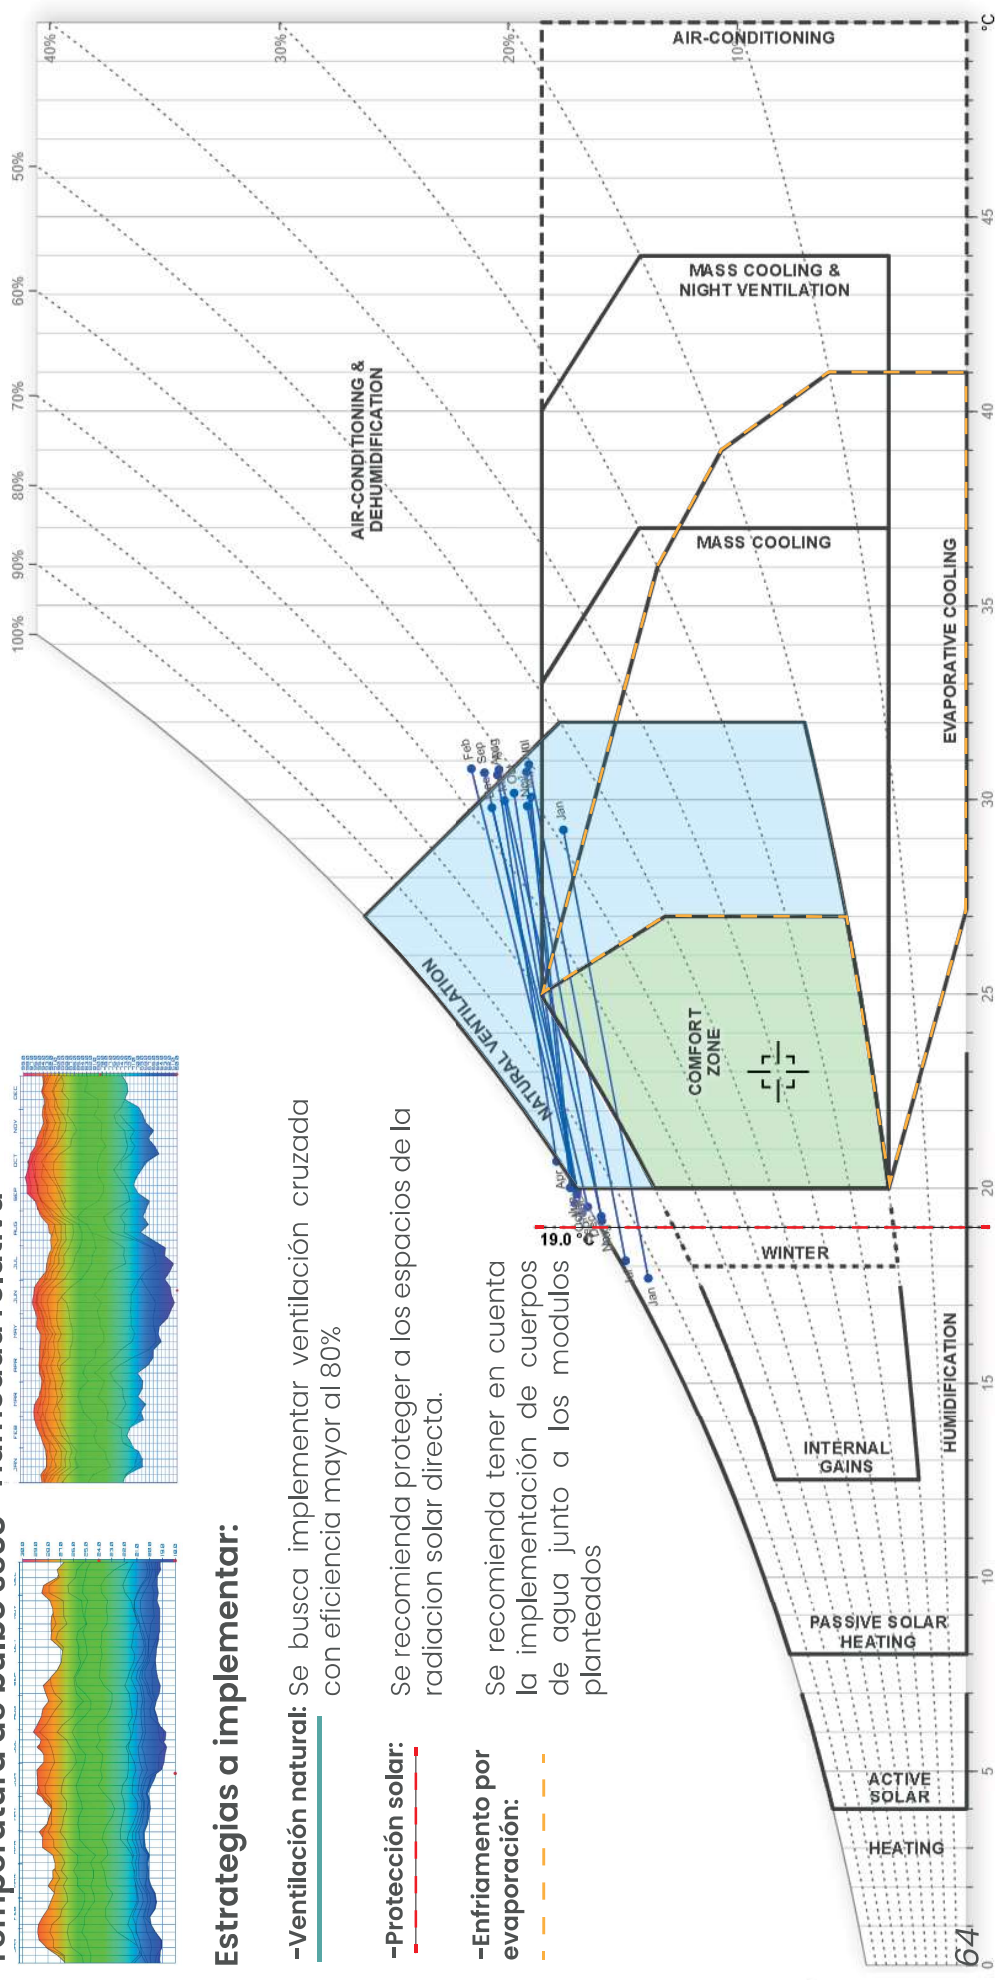 Temperatura de bulbo seco
Humedad relativa
Estrategias a implementar:
-Ventilación natural: Se busca implementar ventilación cruzada
con eficiencia mayor al 80%
-Protección solar: Se recomienda proteger a los espacios de la
radiacion solar directa.
-Enfriamento por
evaporación:
Se recomienda tener en cuenta
la implementación de cuerpos
de agua junto a los modulos
planteados
100%
90%
80%
70%
60%
50%
40%
30%
20%
10%
AIR-CONDITIONING &
DEHUMIDIFICATION
AIR-CONDITIONING
MASS COOLING &
NIGHT VENTILATION
MASS COOLING
EVAPORATIVE COOLING
NATURAL VENTILATION
COMFORT
ZONE
Feb
Sep
Jan
Apr
Jan
19.0 °C
WINTER
INTERNAL
GAINS
HUMIDIFICATION
PASSIVE SOLAR
HEATING
ACTIVE
SOLAR
HEATING
0
5
10
15
20
25
30
35
40
45
°C
64